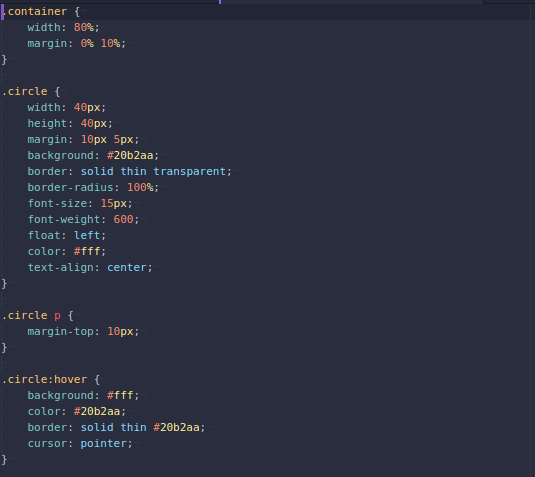 .container {
    width: 80%;
    margin: 0% 10%;
}

.circle {
    width: 40px;
    height: 40px;
    margin: 10px 5px;
    background: #20b2aa;
    border: solid thin transparent;
    border-radius: 100%;
    font-size: 15px;
    font-weight: 600;
    float: left;
    color: #fff;
    text-align: center;
}

.circle p {
    margin-top: 10px;
}

.circle:hover {
    background: #fff;
    color: #20b2aa;
    border: solid thin #20b2aa;
    cursor: pointer;
}